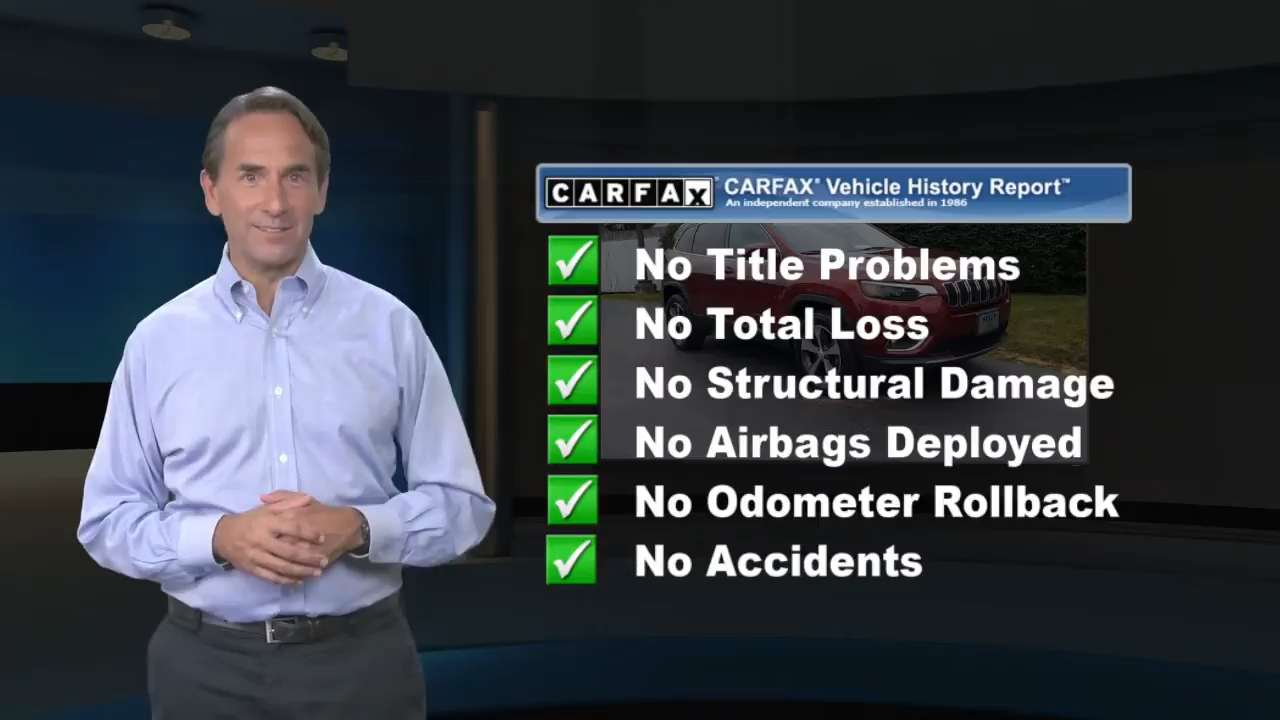 CARFAX CARFAX® Vehicle History Report™
An independent company established in 1986
No Title Problems
No Total Loss
No Structural Damage
No Airbags Deployed
No Odometer Rollback
No Accidents